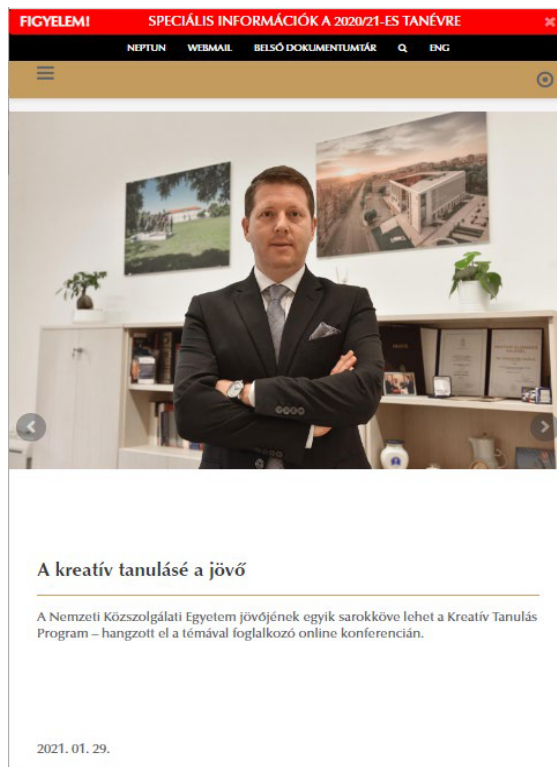 FIGYELEM! SPECIÁLIS INFORMÁCIÓK A 2020/21-ES TANÉVRE
NEPTUN WEBMAIL BELSŐ DOKUMENTUMTÁR ENG
A kreatív tanulásé a jövő
A Nemzeti Közszolgálati Egyetem jövőjének egyik sarokköve lehet a Kreatív Tanulás
Program – hangzott el a témával foglalkozó online konferencián.
2021. 01. 29.